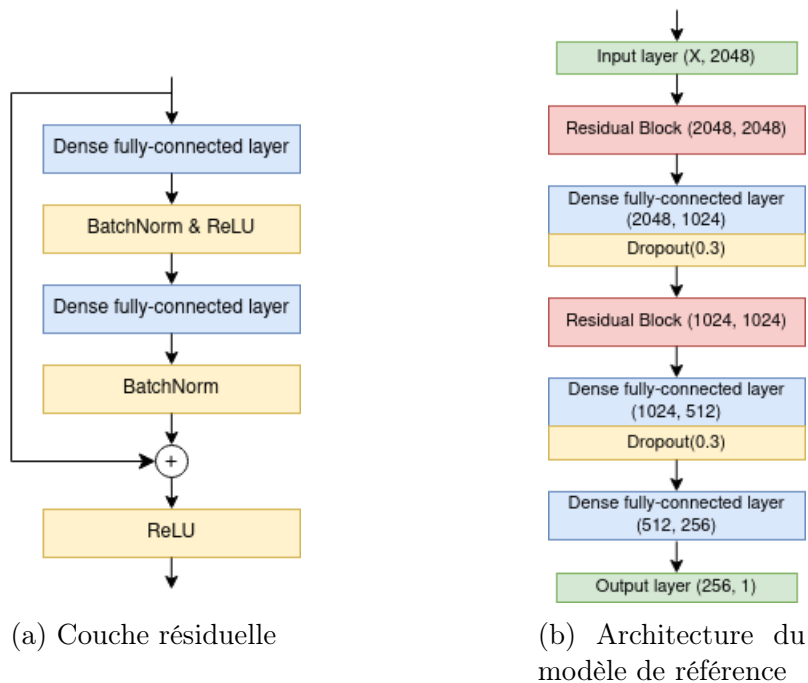 Dense fully-connected layer
BatchNorm & ReLU
Dense fully-connected layer
BatchNorm
+
ReLU
(a) Couche résiduelle
Input layer (X, 2048)
Residual Block (2048, 2048)
Dense fully-connected layer
(2048, 1024)
Dropout(0.3)
Residual Block (1024, 1024)
Dense fully-connected layer
(1024, 512)
Dropout(0.3)
Dense fully-connected layer
(512, 256)
Output layer (256, 1)
(b) Architecture du
modèle de référence